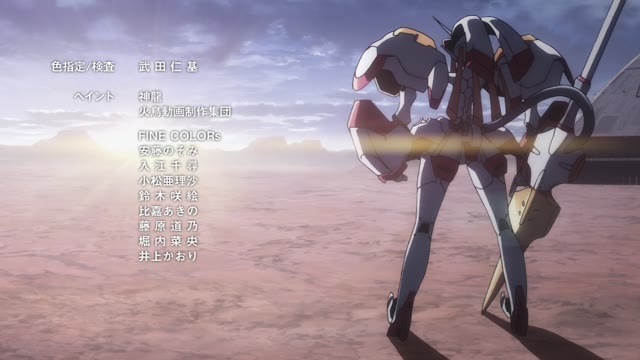 色指定/検査 武田仁基
ペイント 神龍
火鳥動画制作集団
FINE COLORs
安藤のぞみ
入江千尋
小松亜理沙
鈴木咲絵
比嘉あきの
藤原道乃
堀内菜央
井上かおり